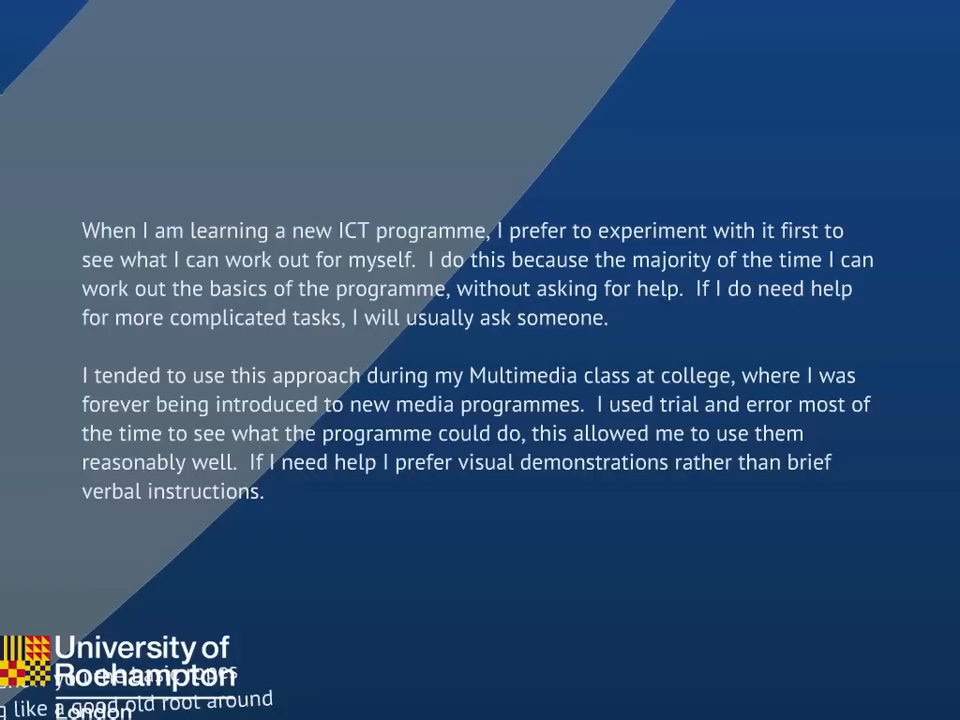 When I am learning a new ICT programme, I prefer to experiment with it first to
see what I can work out for myself.  I do this because the majority of the time I can
work out the basics of the programme, without asking for help.  If I do need help
for more complicated tasks, I will usually ask someone.
I tended to use this approach during my Multimedia class at college, where I was
forever being introduced to new media programmes.  I used trial and error most of
the time to see what the programme could do, this allowed me to use them
reasonably well.  If I need help I prefer visual demonstrations rather than brief
verbal instructions.
University of
Roehampton
London
you the basic ropes
like a good old root around